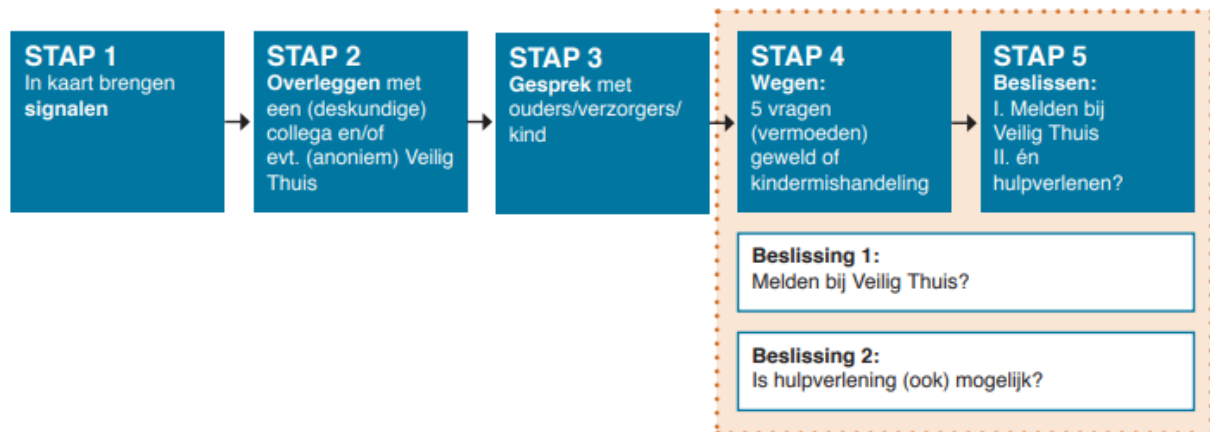 STAP 1
In kaart brengen
signalen
STAP 2
Overleggen met
een (deskundige)
collega en/of
evt. (anoniem) Veilig
Thuis
STAP 3
Gesprek met
ouders/verzorgers/
kind
STAP 4
Wegen:
5 vragen
(vermoeden)
geweld of
kindermishandeling
STAP 5
Beslissen:
I. Melden bij
Veilig Thuis
II. én
hulpverlenen?
Beslissing 1:
Melden bij Veilig Thuis?
Beslissing 2:
Is hulpverlening (ook) mogelijk?